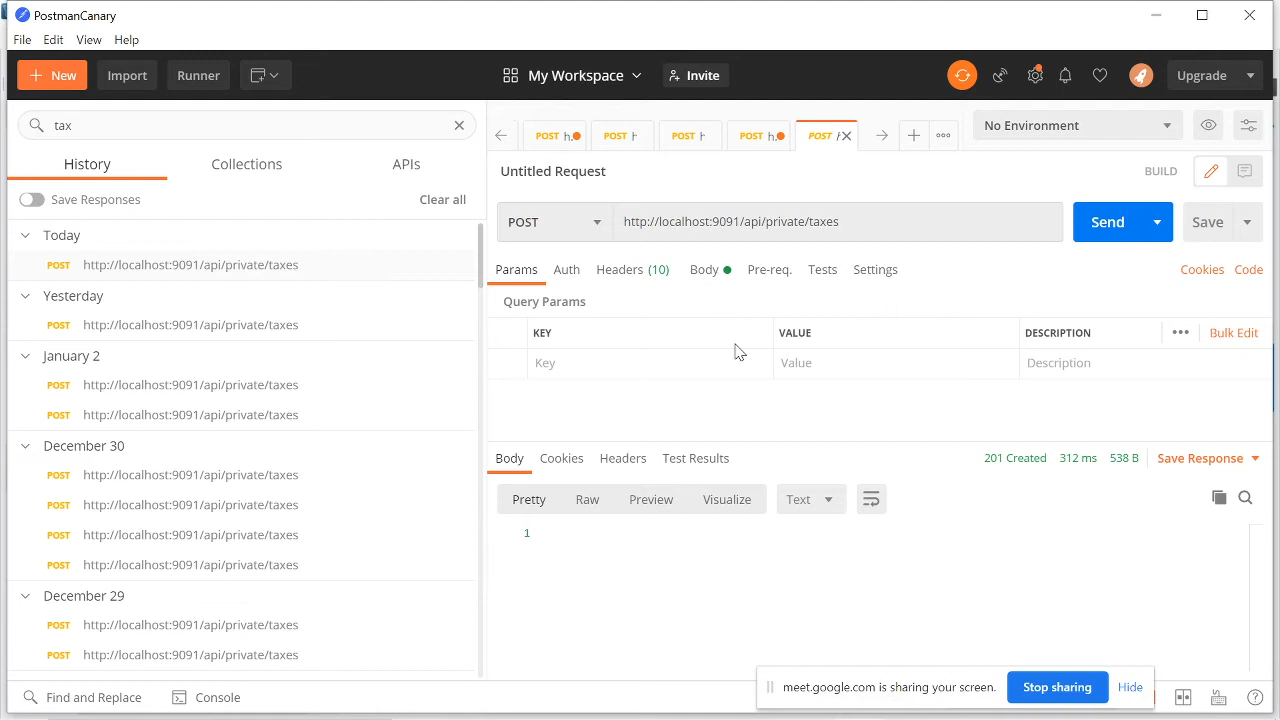 PostmanCanary
File Edit View Help
New Import Runner My Workspace Invite Upgrade
tax
History Collections APIs
Save Responses Clear all
Today
POST http://localhost:9091/api/private/taxes
Yesterday
POST http://localhost:9091/api/private/taxes
January 2
POST http://localhost:9091/api/private/taxes
POST http://localhost:9091/api/private/taxes
December 30
POST http://localhost:9091/api/private/taxes
POST http://localhost:9091/api/private/taxes
POST http://localhost:9091/api/private/taxes
POST http://localhost:9091/api/private/taxes
December 29
POST http://localhost:9091/api/private/taxes
POST http://localhost:9091/api/private/taxes
POST h. POST POST POST h. POST No Environment
Untitled Request BUILD
POST http://localhost:9091/api/private/taxes Send Save
Params Auth Headers (10) Body Pre-req. Tests Settings Cookies Code
Query Params
KEY VALUE DESCRIPTION Bulk Edit
Key Value Description
Body Cookies Headers Test Results 201 Created 312 ms 538 B Save Response
Pretty Raw Preview Visualize Text
1
meet.google.com is sharing your screen. Stop sharing Hide
Find and Replace Console